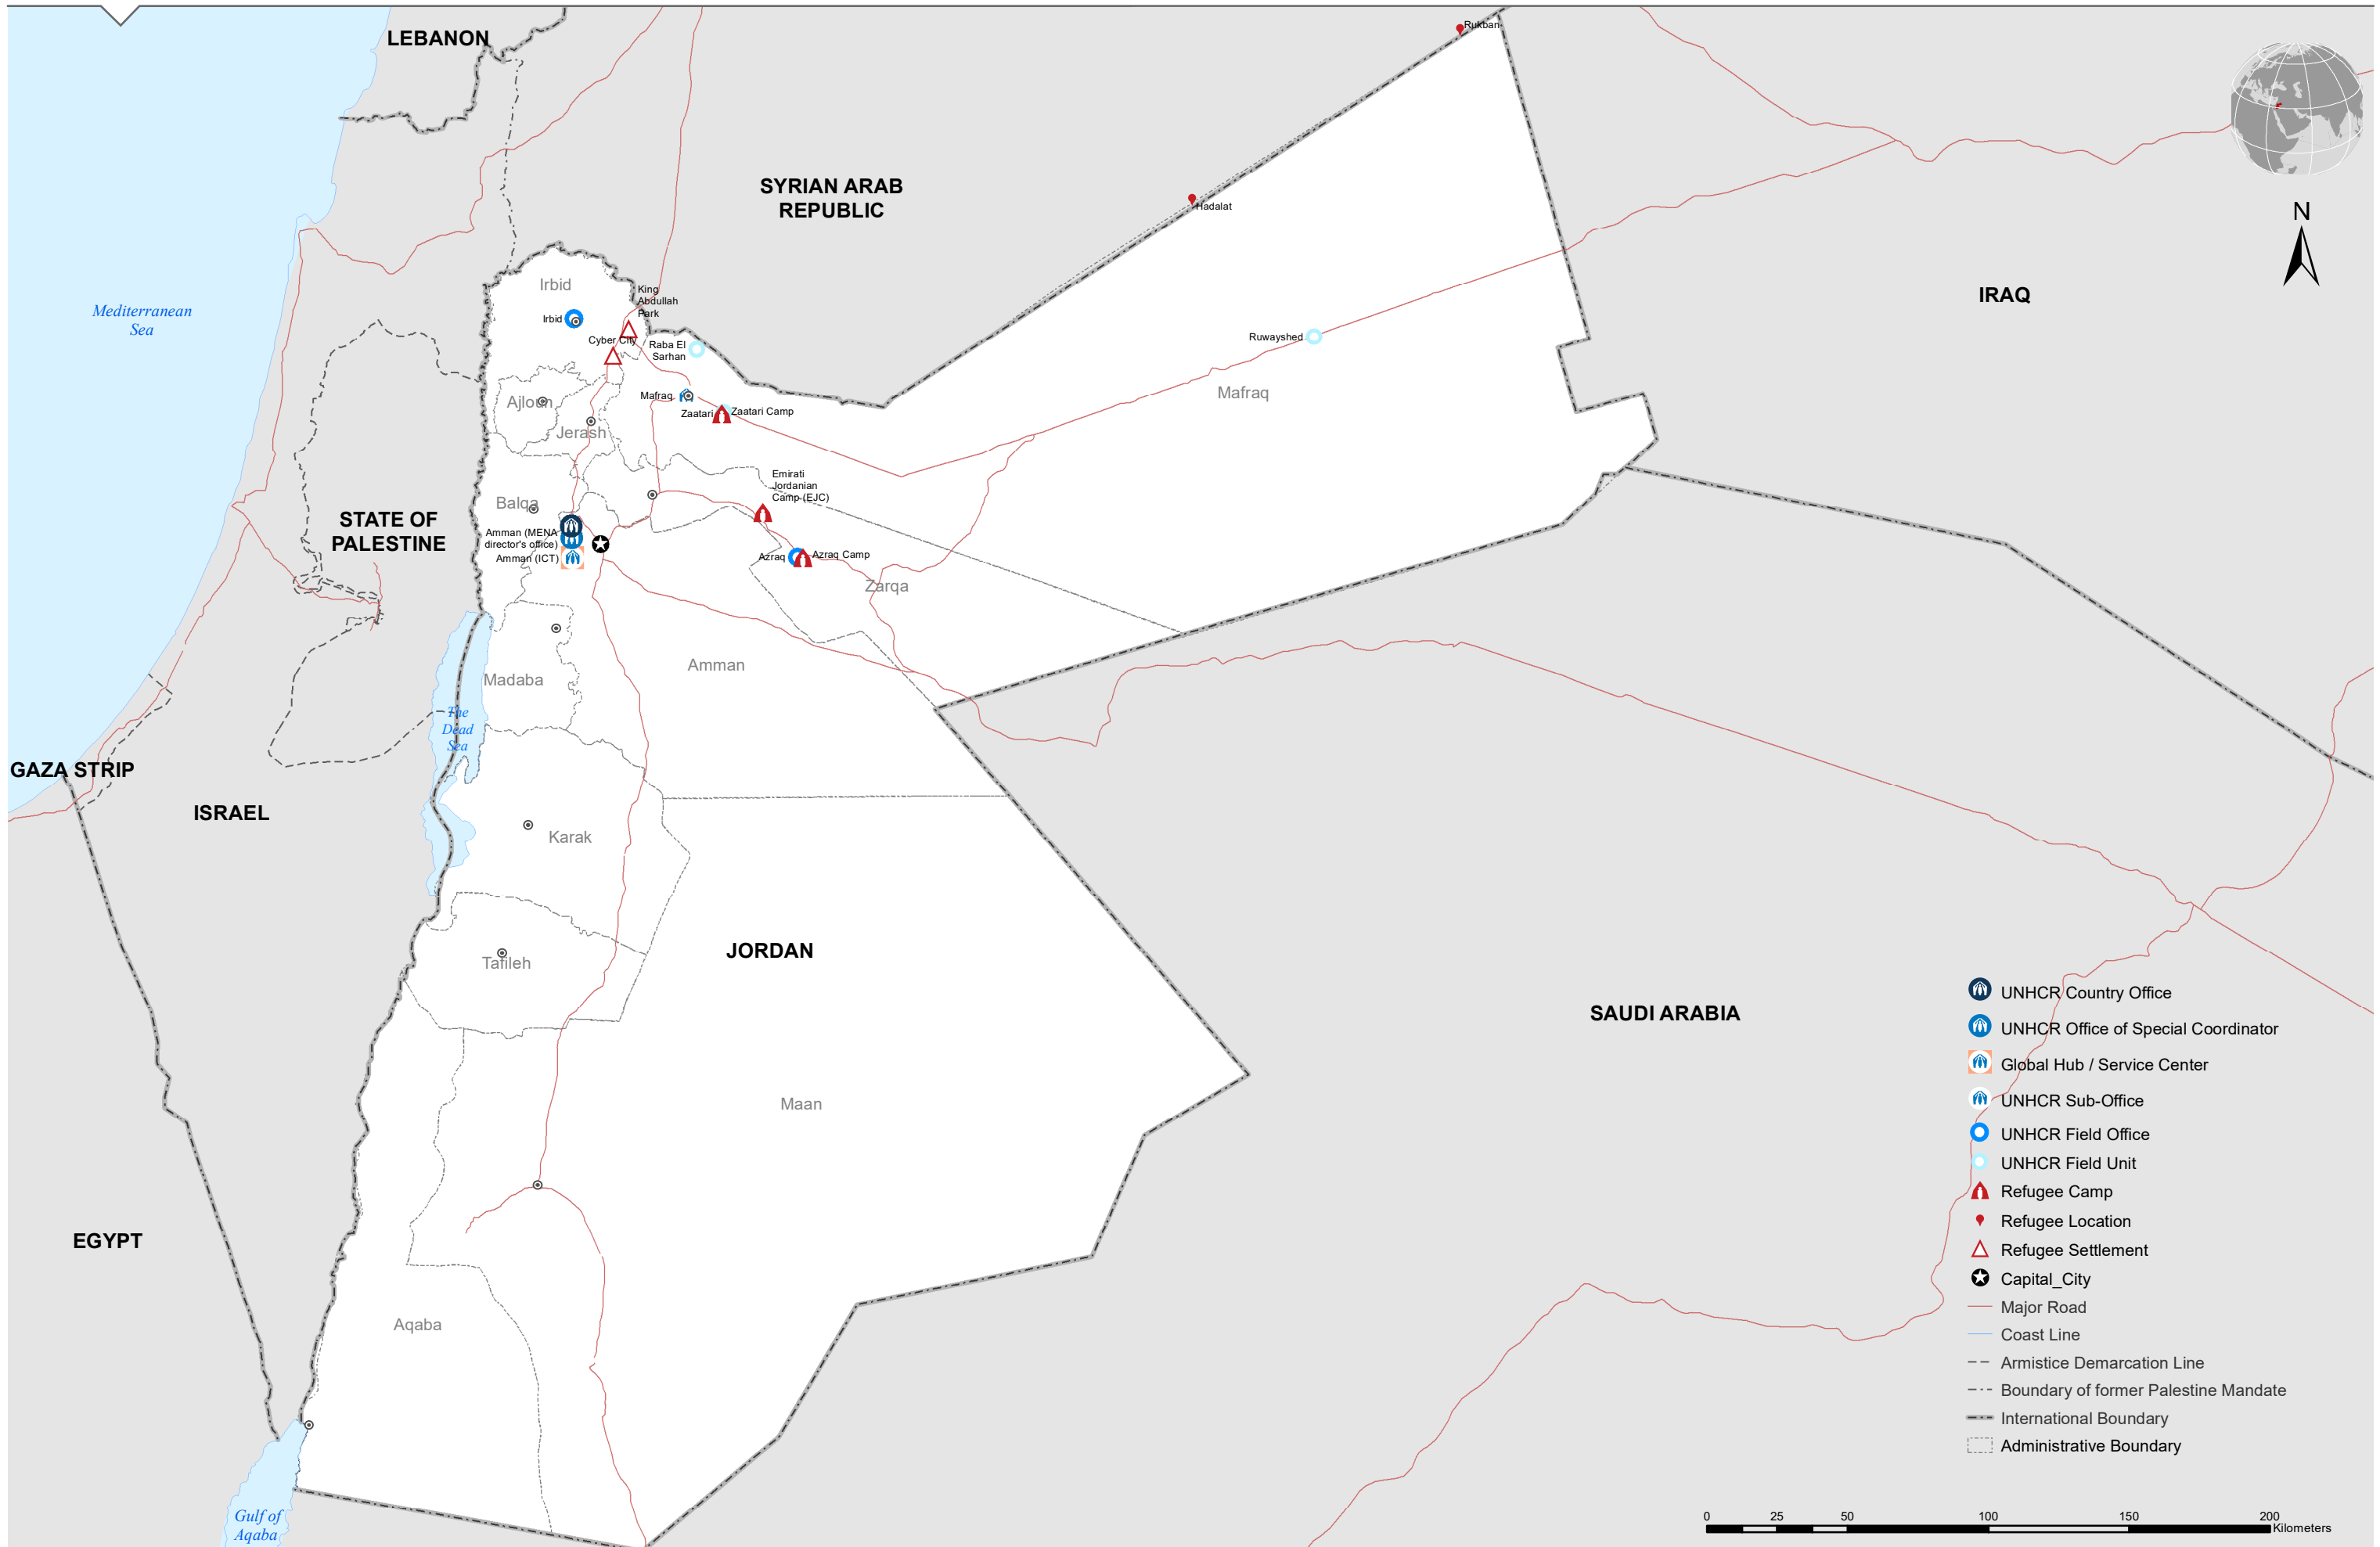 LEBANON
Rukban
SYRIAN ARAB
REPUBLIC
Hadalat
N
IRAQ
Mediterranean
Sea
Irbid
King
Abdullah
Park
Irbid
Cyber City
Raba El
Sarhan
Ruwayshed
Mafraq
Mafraq
Ajloun
Zaatari
Zaatari Camp
Jerash
Emirati
Jordanian
Camp (EJC)
Balqa
STATE OF
PALESTINE
Amman (MENA
director's office)
Amman (ICT)
Azraq
Azraq Camp
Zarqa
Amman
Madaba
The
Dead
Sea
GAZA STRIP
ISRAEL
Karak
JORDAN
Tafileh
SAUDI ARABIA
Maan
EGYPT
Aqaba
Gulf of
Aqaba
UNHCR Country Office
UNHCR Office of Special Coordinator
Global Hub / Service Center
UNHCR Sub-Office
UNHCR Field Office
UNHCR Field Unit
Refugee Camp
Refugee Location
Refugee Settlement
Capital_City
Major Road
Coast Line
Armistice Demarcation Line
Boundary of former Palestine Mandate
International Boundary
Administrative Boundary
0 25 50 100 150 200
Kilometers